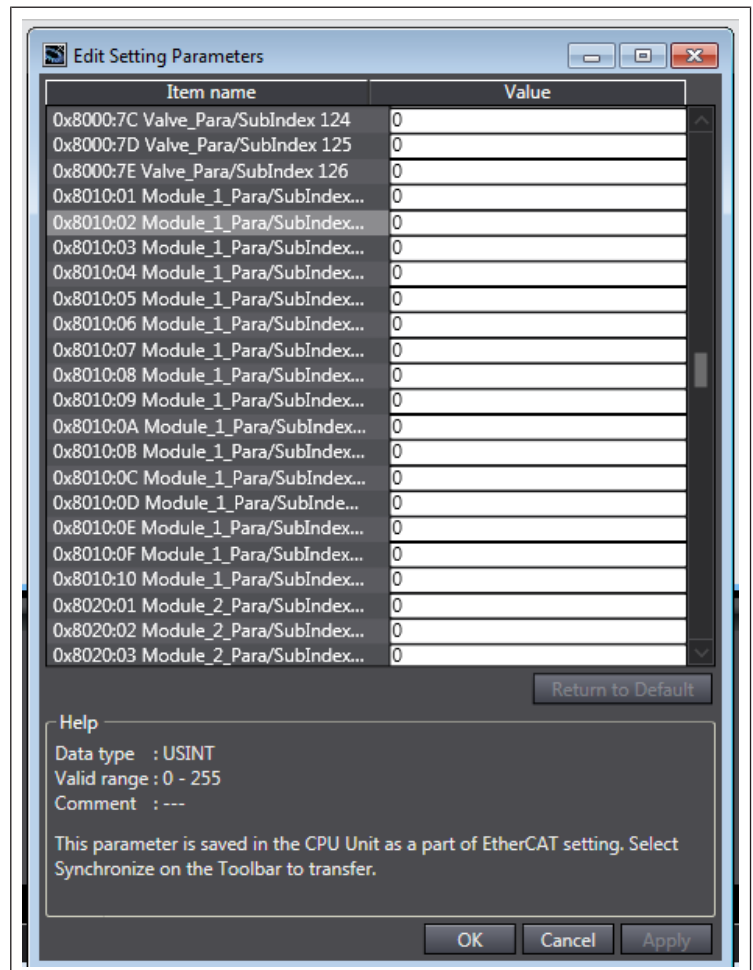 Edit Setting Parameters
Item name Value
0x8000:7C Valve_Para/SubIndex 124 0
0x8000:7D Valve_Para/SubIndex 125 0
0x8000:7E Valve_Para/SubIndex 126 0
0x8010:01 Module_1_Para/SubIndex... 0
0x8010:02 Module_1_Para/SubIndex... 0
0x8010:03 Module_1_Para/SubIndex... 0
0x8010:04 Module_1_Para/SubIndex... 0
0x8010:05 Module_1_Para/SubIndex... 0
0x8010:06 Module_1_Para/SubIndex... 0
0x8010:07 Module_1_Para/SubIndex... 0
0x8010:08 Module_1_Para/SubIndex... 0
0x8010:09 Module_1_Para/SubIndex... 0
0x8010:0A Module_1_Para/SubIndex... 0
0x8010:0B Module_1_Para/SubIndex... 0
0x8010:0C Module_1_Para/SubIndex... 0
0x8010:0D Module_1_Para/SubInde... 0
0x8010:0E Module_1_Para/SubIndex... 0
0x8010:0F Module_1_Para/SubIndex... 0
0x8010:10 Module_1_Para/SubIndex... 0
0x8020:01 Module_2_Para/SubIndex... 0
0x8020:02 Module_2_Para/SubIndex... 0
0x8020:03 Module_2_Para/SubIndex... 0
Return to Default
Help
Data type : USINT
Valid range : 0 - 255
Comment : ---
This parameter is saved in the CPU Unit as a part of EtherCAT setting. Select
Synchronize on the Toolbar to transfer.
OK Cancel Apply